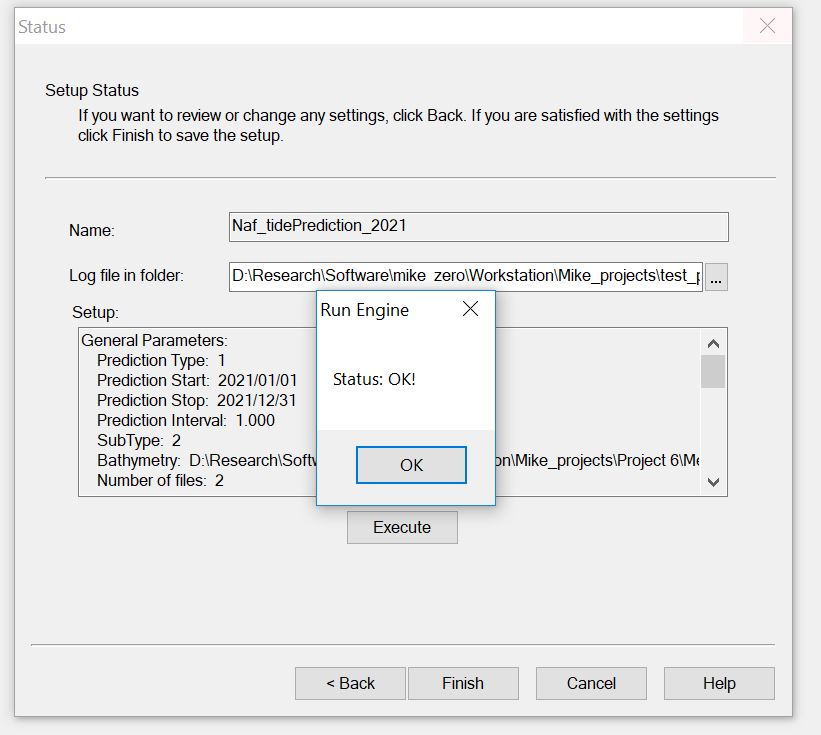 Status
Setup Status
If you want to review or change any settings, click Back. If you are satisfied with the settings
click Finish to save the setup.
Name:
Naf_tidePrediction_2021
Log file in folder:
D:\Research\Software\mike_zero\Workstation\Mike_projects\test_p
...
Setup:
Run Engine
Status: OK!
OK
General Parameters:
Prediction Type: 1
Prediction Start: 2021/01/01
Prediction Stop: 2021/12/31
Prediction Interval: 1.000
SubType: 2
Bathymetry: D:\Research\Softw on\Mike_projects\Project 6\Me
Number of files: 2
Execute
< Back
Finish
Cancel
Help